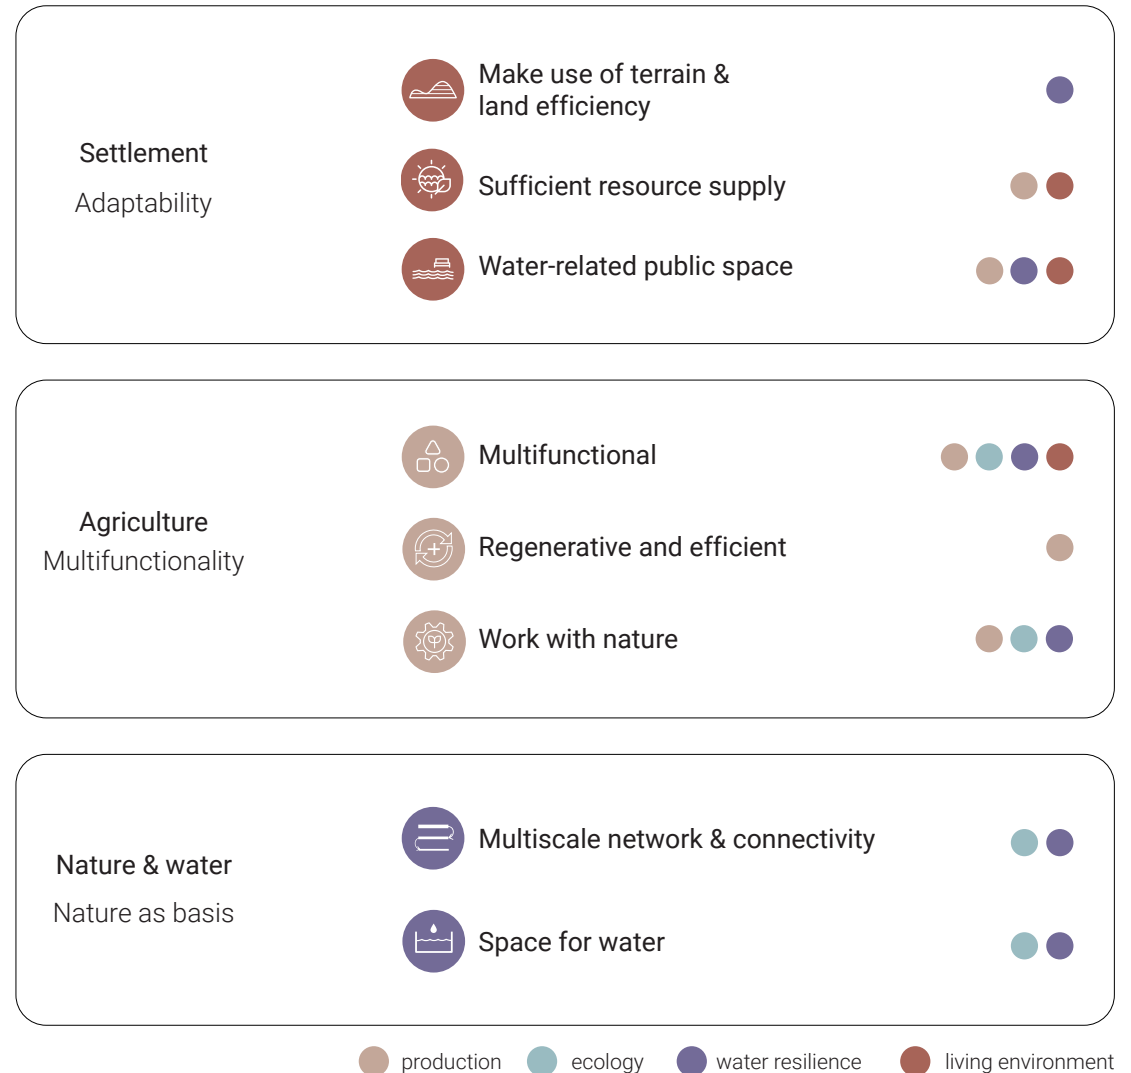 Settlement
Adaptability
Make use of terrain &
land efficiency
Sufficient resource supply
Water-related public space
Agriculture
Multifunctionality
Multifunctional
Regenerative and efficient
Work with nature
Nature & water
Nature as basis
Multiscale network & connectivity
Space for water
production
ecology
water resilience
living environment